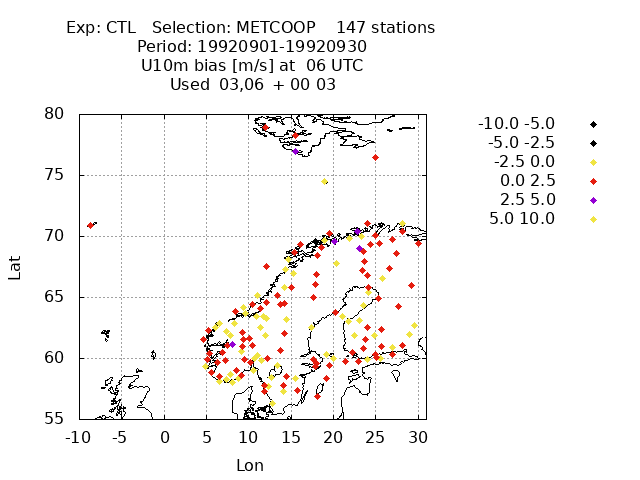 Exp: CTL Selection: METCOOP 147 stations
Period: 19920901-19920930
U10m bias [m/s] at 06 UTC
Used 03,06 + 00 03
-10.0 -5.0
-5.0 -2.5
-2.5 0.0
0.0 2.5
2.5 5.0
5.0 10.0
80
75
70
65
60
55
Lat
-10 -5 0 5 10 15 20 25 30
Lon